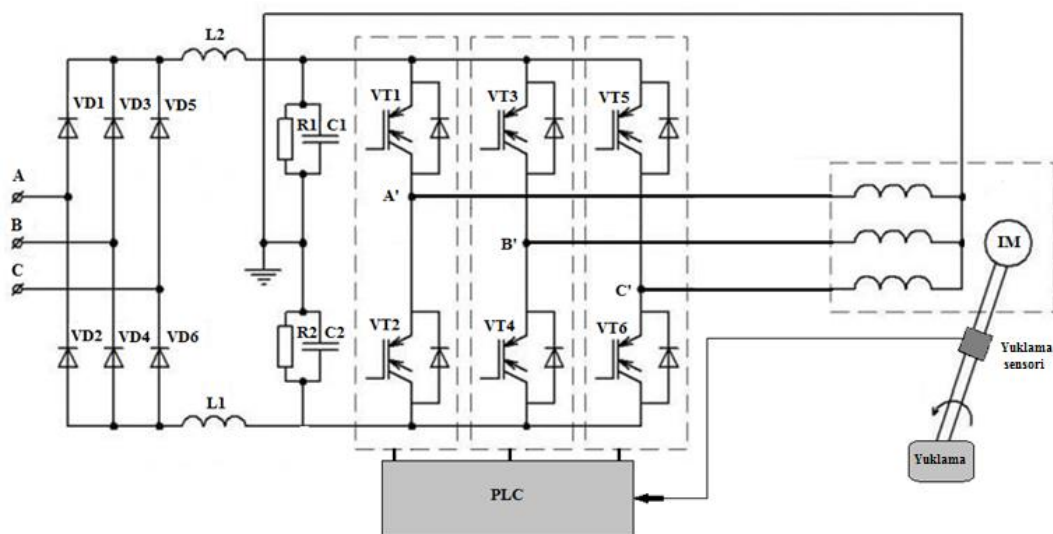 L2
VD1
VD3
VD5
R1
C1
VT1
VT3
VT5
A
B
C
A'
B'
C'
IM
VD2
VD4
VD6
R2
C2
VT2
VT4
VT6
Yuklama
sensori
L1
Yuklama
PLC